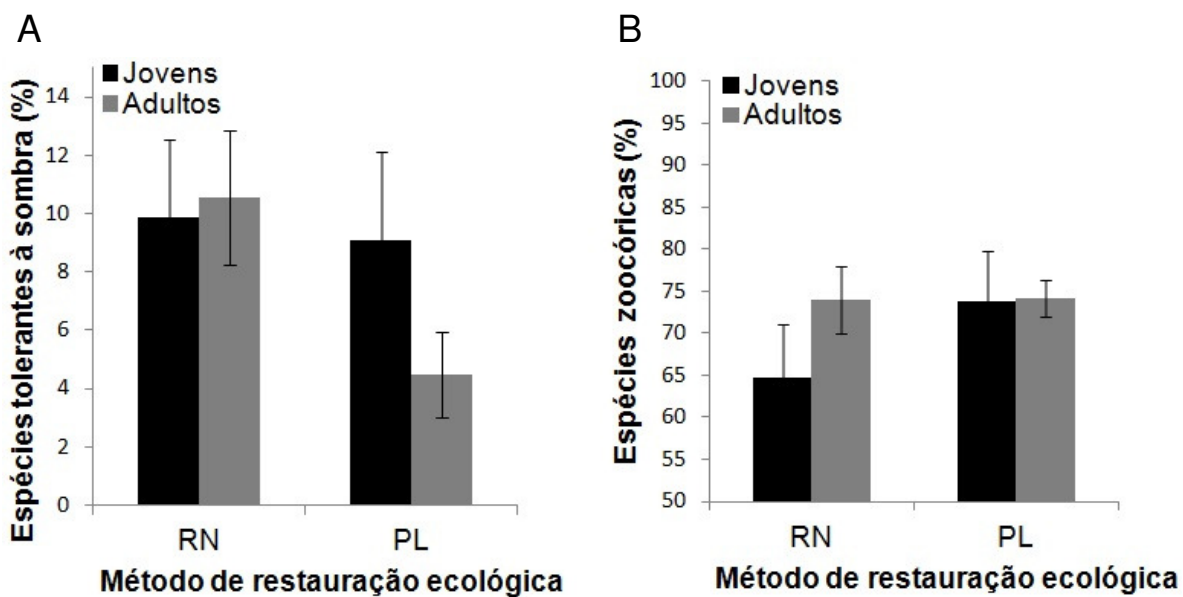 A
Espécies tolerantes à sombra (%)
Jovens
Adultos
14
12
10
8
6
4
2
0
RN PL
Método de restauração ecológica
B
Espécies zoocóricas (%)
Jovens
Adultos
100
95
90
85
80
75
70
65
60
55
50
RN PL
Método de restauração ecológica